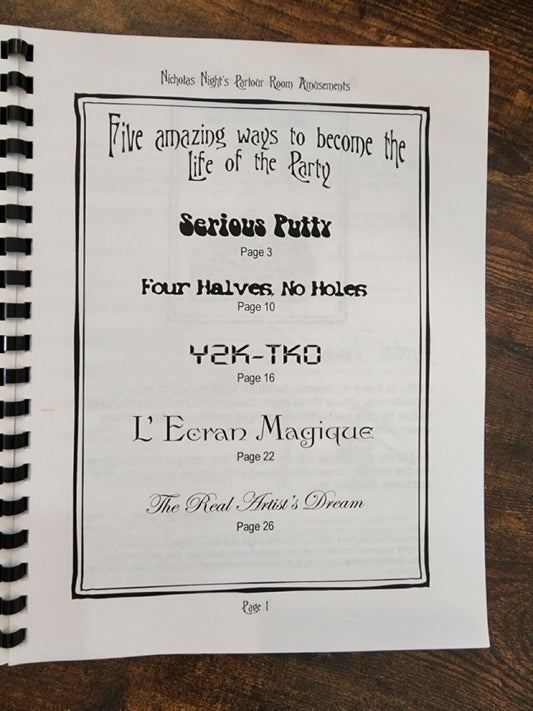 Nicholas Night's Parlour Room Amusements
Five amazing ways to become the
Life of the Party
Serious Putty
Page 3
Four Halves, No Holes
Page 10
Y2K-TKO
Page 16
L'Ecran Magique
Page 22
The Real Artist's Dream
Page 26
Page 1